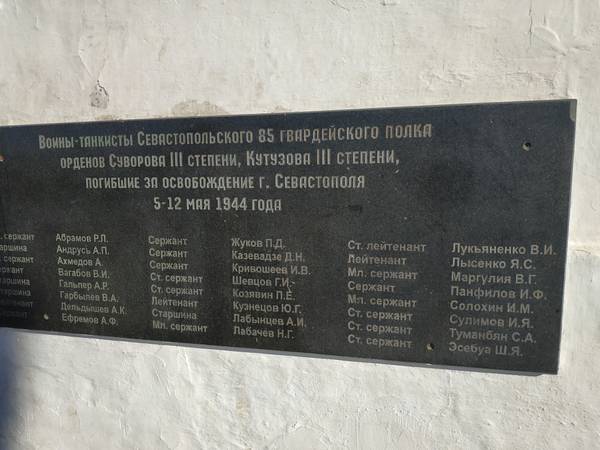 Воины-танкисты Севастопольского 85 гвардейского полка
орденов Суворова III степени, Кутузова III степени,
погибшие за освобождение г. Севастополя
5-12 мая 1944 года
сержант Абрамов Р.П. Сержант Жуков П.Д. Ст. лейтенант Лукьяненко В.И.
Андрусь А.П. Сержант Казевадзе Д.Н. Лейтенант Лысенко Я.С.
сержант Ахмедов А. Сержант Кривошеев И.В. Мл. сержант Маргулия В.Г.
Вагабов В.И. Ст. сержант Шевцов Г.И. Сержант Панфилов И.Ф.
Гальпер А.Р. Ст. сержант Козявин П.Е. Мл. сержант Солохин И.М.
Гарбылев В.А. Лейтенант Кузнецов Ю.Г. Ст. сержант Сулимов И.Я.
Дельдышев А.К. Старшина Лабынцев А.И. Ст. сержант Туманбян С.А.
Ефремов А.Ф. Мл. сержант Лабачёв Н.Г. Ст. сержант Эсебуа Ш.Я.